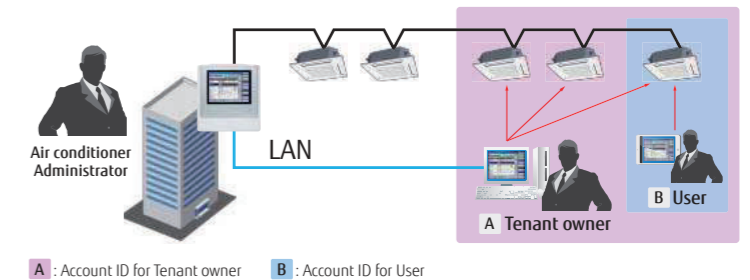 Air conditioner
Administrator
LAN
A Tenant owner
B User
A : Account ID for Tenant owner B : Account ID for User